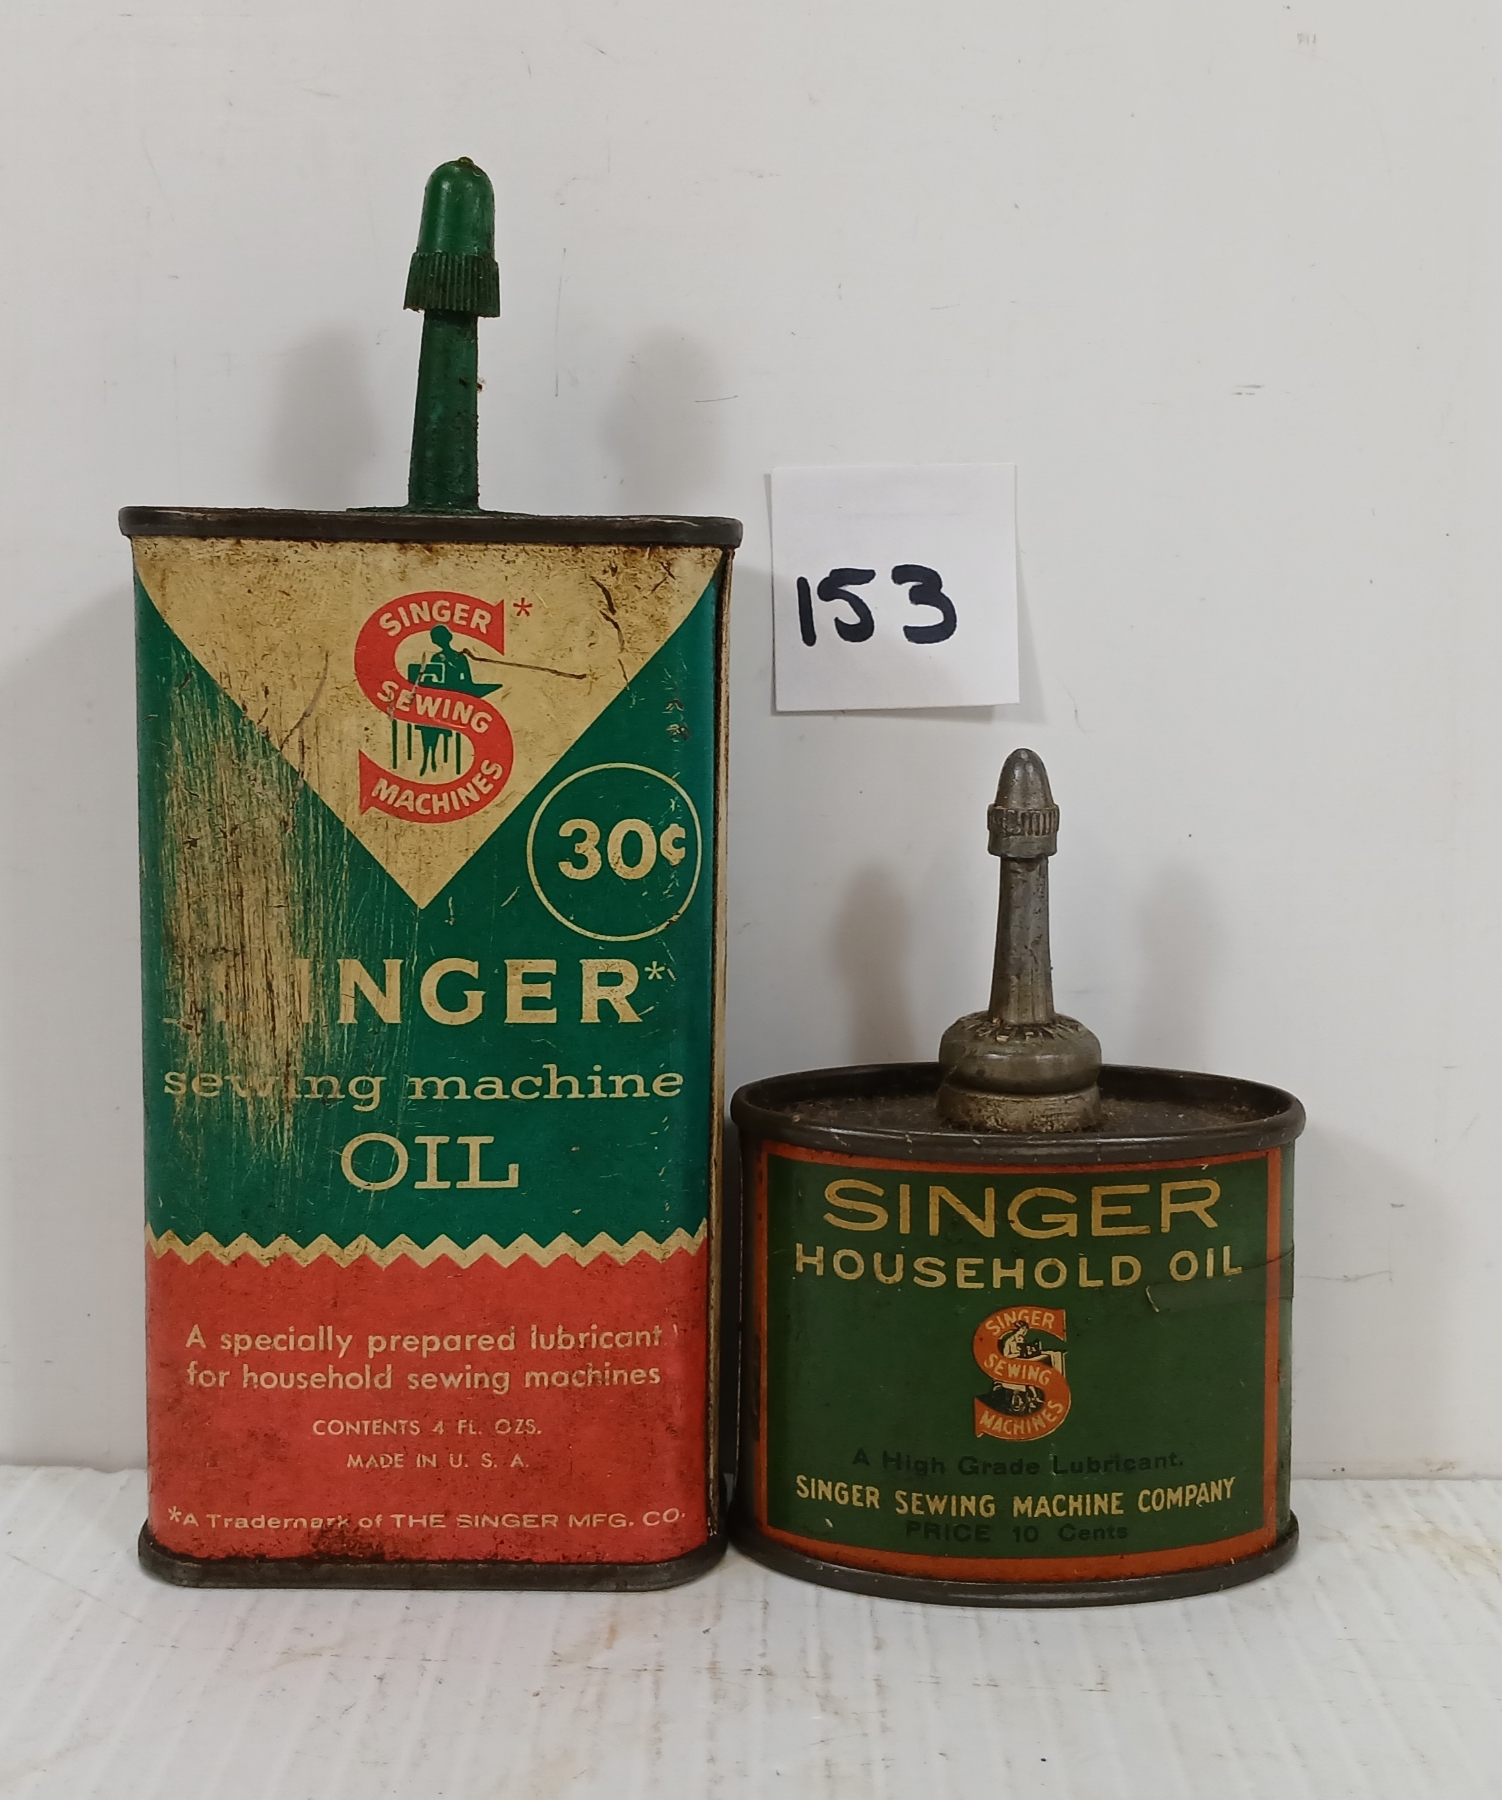 153
SINGER*
SEWING
MACHINES
30¢
SINGER*
sewing machine
OIL
A specially prepared lubricant
for household sewing machines
CONTENTS 4 FL. OZS.
MADE IN U. S. A.
*A Trademark of THE SINGER MFG. CO.
SINGER
HOUSEHOLD OIL
SINGER
SEWING
MACHINES
A High Grade Lubricant.
SINGER SEWING MACHINE COMPANY
PRICE 10 Cents